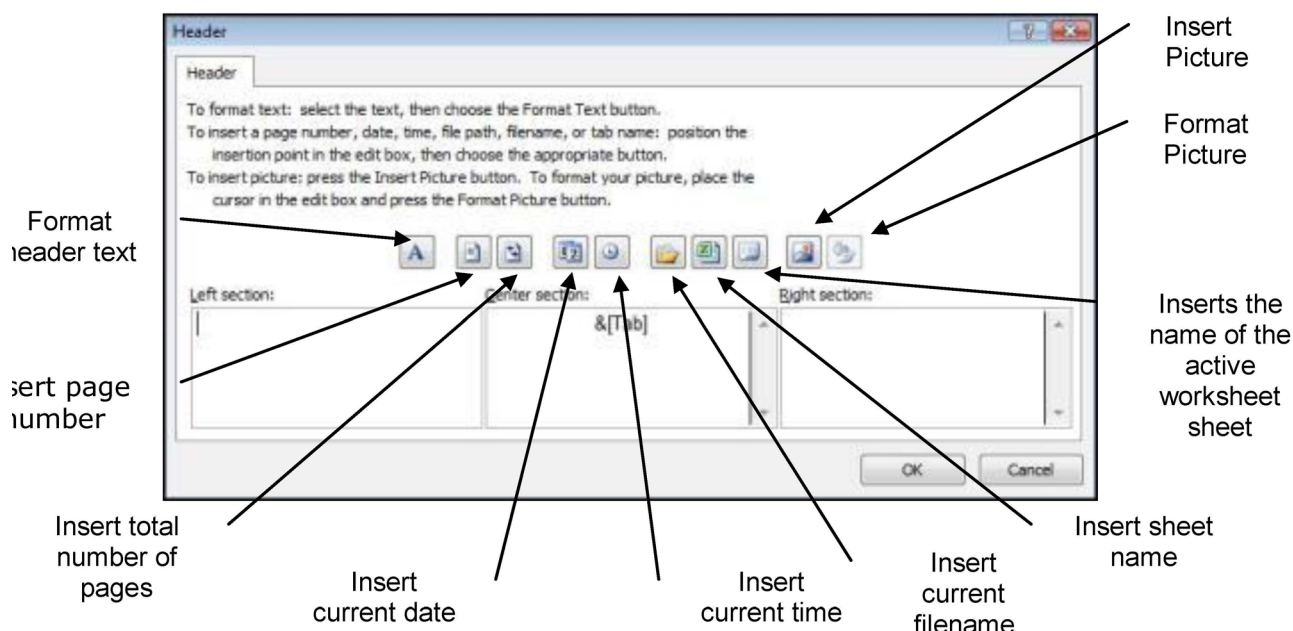 Header
Insert
Picture
Header
To format text: select the text, then choose the Format Text button.
To insert a page number, date, time, file path, filename, or tab name: position the
insertion point in the edit box, then choose the appropriate button.
To insert picture: press the Insert Picture button. To format your picture, place the
cursor in the edit box and press the Format Picture button.
Format
Picture
Format
header text
A
Left section:
Center section:
Right section:
&[Tab]
Inserts the
name of the
active
worksheet
sheet
sert page
number
OK
Cancel
Insert total
number of
pages
Insert
current date
Insert
current time
Insert
current
filename
Insert sheet
name